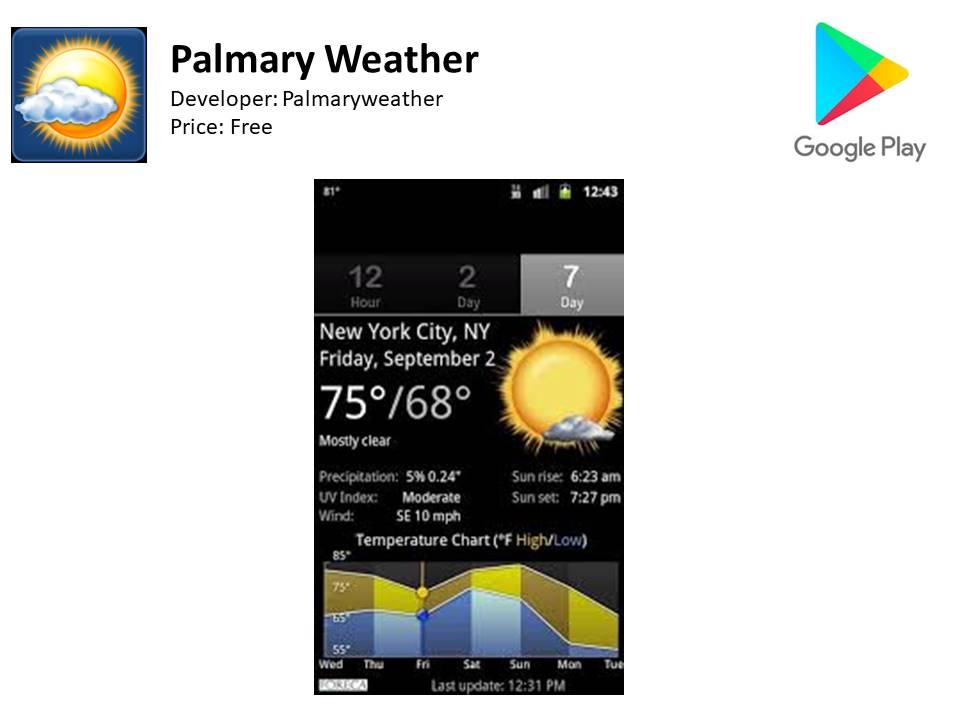 Palmary Weather
Developer: Palmaryweather
Price: Free
Google Play
81° 3G 12:43
12 2 7
Hour Day Day
New York City, NY
Friday, September 2
75°/68°
Mostly clear
Precipitation: 5% 0.24" Sun rise: 6:23 am
UV Index: Moderate Sun set: 7:27 pm
Wind: SE 10 mph
Temperature Chart (°F High/Low)
85°
75°
65°
55°
Wed Thu Fri Sat Sun Mon Tue
FORECA Last update: 12:31 PM